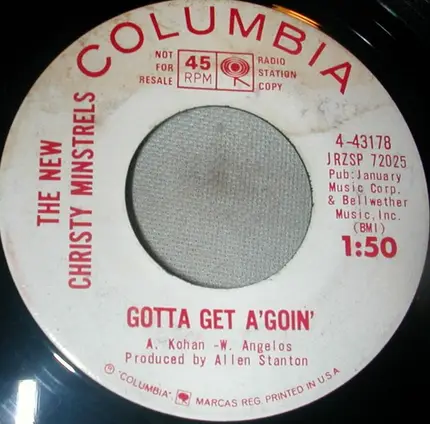 COLUMBIA
NOT
FOR
RESALE
45
RPM
RADIO
STATION
COPY
THE NEW
CHRISTY MINSTRELS
4-43178
JRZSP 72025
Pub: January
Music Corp.
& Bellwether
Music, Inc.
(BMI)
1:50
GOTTA GET A'GOIN'
A. Kohan -W. Angelos
Produced by Allen Stanton
® "COLUMBIA", MARCAS REG. PRINTED IN U.S.A